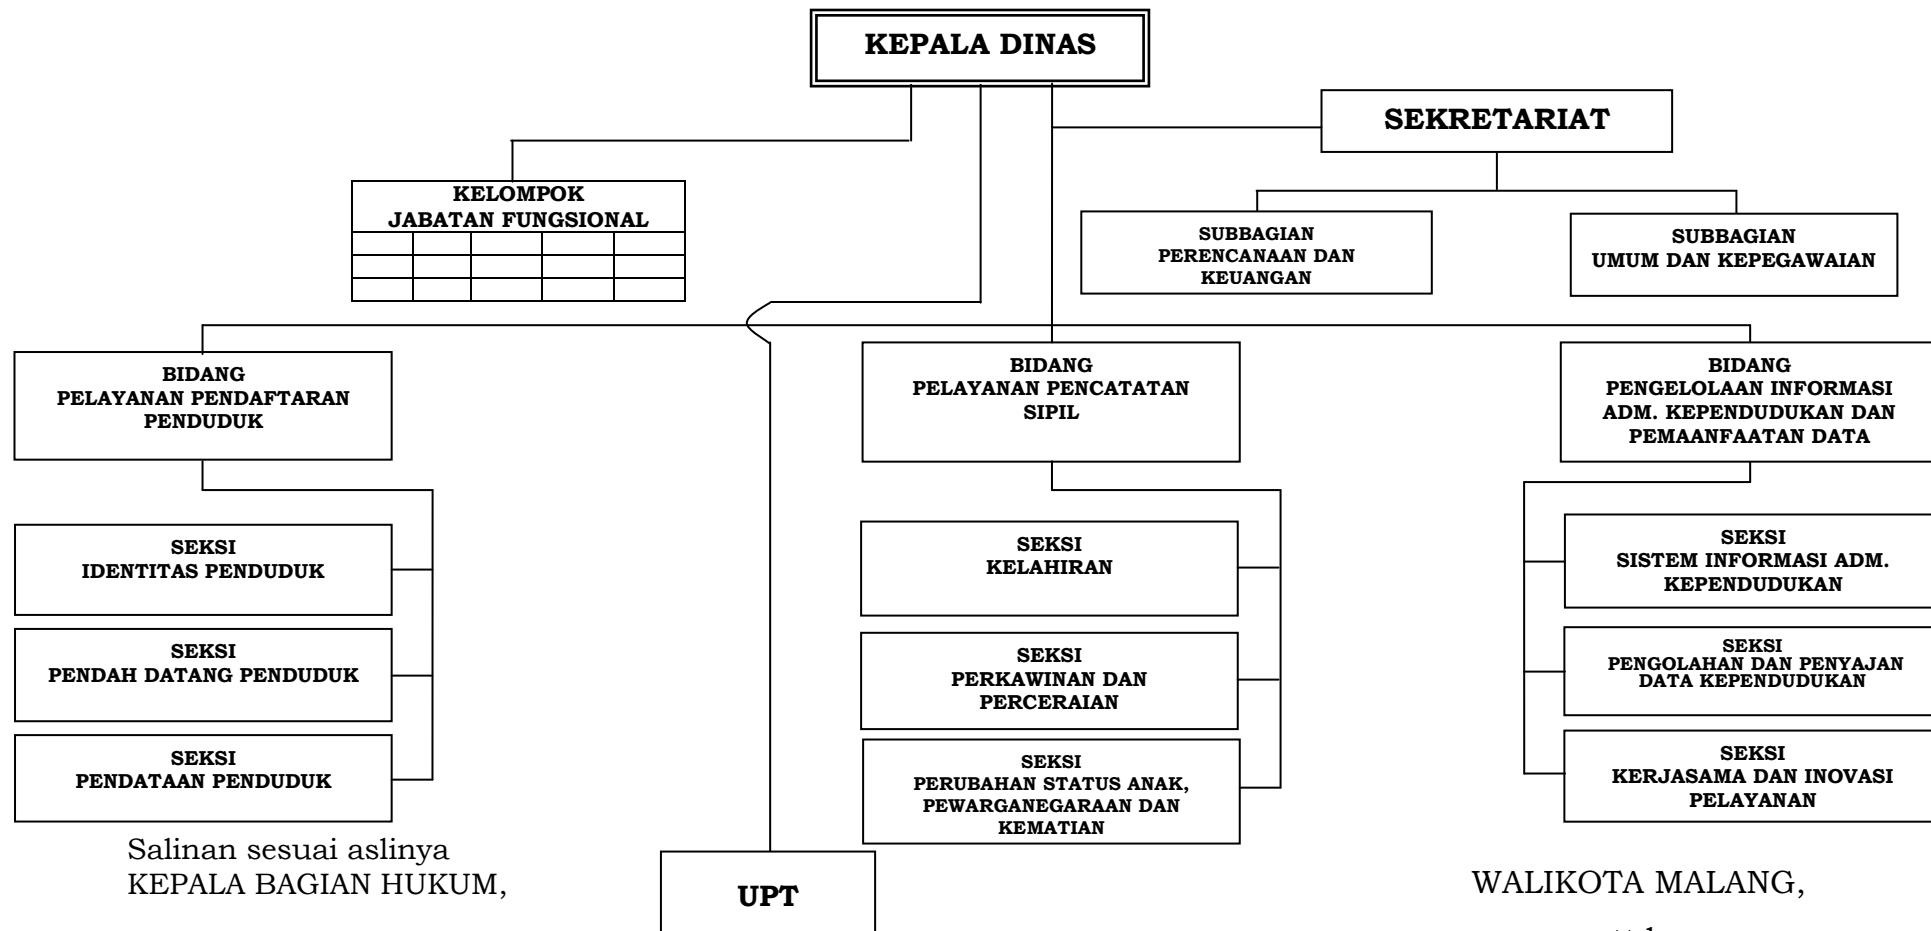 KEPALA DINAS
SEKRETARIAT
KELOMPOK
JABATAN FUNGSIONAL
SUBBAGIAN
PERENCANAAN DAN
KEUANGAN
SUBBAGIAN
UMUM DAN KEPEGAWAIAN
BIDANG
PELAYANAN PENDAFTARAN
PENDUDUK
BIDANG
PELAYANAN PENCATATAN
SIPIL
BIDANG
PENGELOLAAN INFORMASI
ADM. KEPENDUDUKAN DAN
PEMAANFAATAN DATA
SEKSI
IDENTITAS PENDUDUK
SEKSI
PENDAH DATANG PENDUDUK
SEKSI
PENDATAAN PENDUDUK
SEKSI
KELAHIRAN
SEKSI
PERKAWINAN DAN
PERCERAIAN
SEKSI
PERUBAHAN STATUS ANAK,
PEWARGANEGARAAN DAN
KEMATIAN
SEKSI
SISTEM INFORMASI ADM.
KEPENDUDUKAN
SEKSI
PENGOLAHAN DAN PENYAJAN
DATA KEPENDUDUKAN
SEKSI
KERJASAMA DAN INOVASI
PELAYANAN
Salinan sesuai aslinya
KEPALA BAGIAN HUKUM,
UPT
WALIKOTA MALANG,